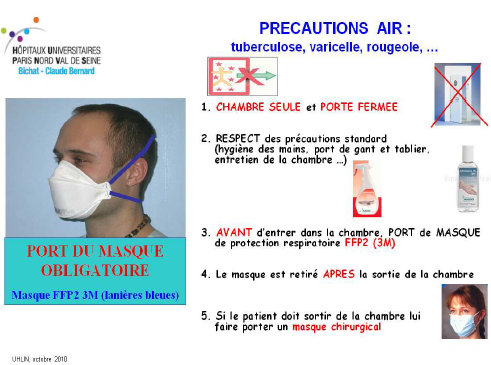 HÔPITAUX UNIVERSITAIRES
PARIS NORD VAL DE SEINE
Bichat - Claude Bernard
PRECAUTIONS AIR :
tuberculose, varicelle, rougeole, …
1. CHAMBRE SEULE et PORTE FERMEE
2. RESPECT des précautions standard
(hygiène des mains, port de gant et tablier,
entretien de la chambre …)
3. AVANT d'entrer dans la chambre, PORT de MASQUE
de protection respiratoire FFP2 (3M)
4. Le masque est retiré APRES la sortie de la chambre
5. Si le patient doit sortir de la chambre lui
faire porter un masque chirurgical
PORT DU MASQUE
OBLIGATOIRE
Masque FFP2 3M (lanières bleues)
UHLIN, octobre 2010